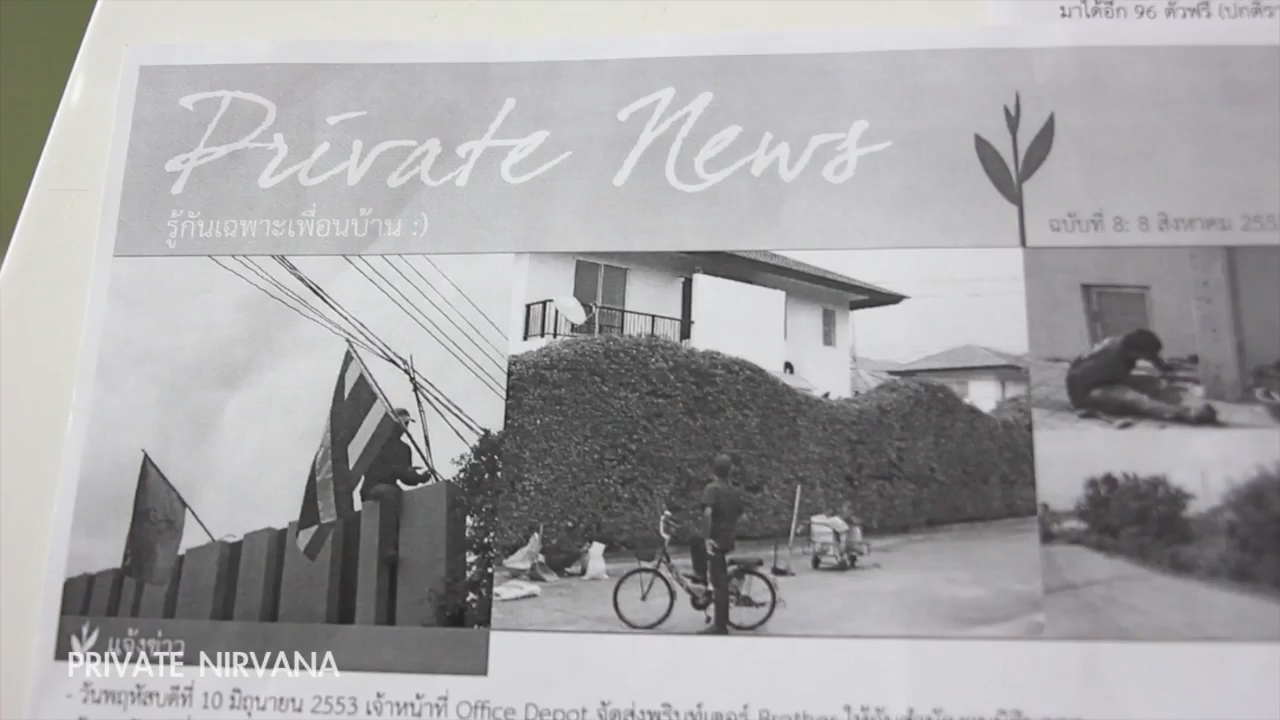 มาได้อีก 96 ตัวฟรี
Private News
รู้กันเฉพาะเพื่อนบ้าน :)
ฉบับที่ 8: 8 สิงหาคม 255
แจ้งข่าว
PRIVATE NIRVANA
- วันพฤหัสบดีที่ 10 มิถุนายน 2553 เจ้าหน้าที่ Office Depot จัดส่งพรินท์เตอร์ Brother